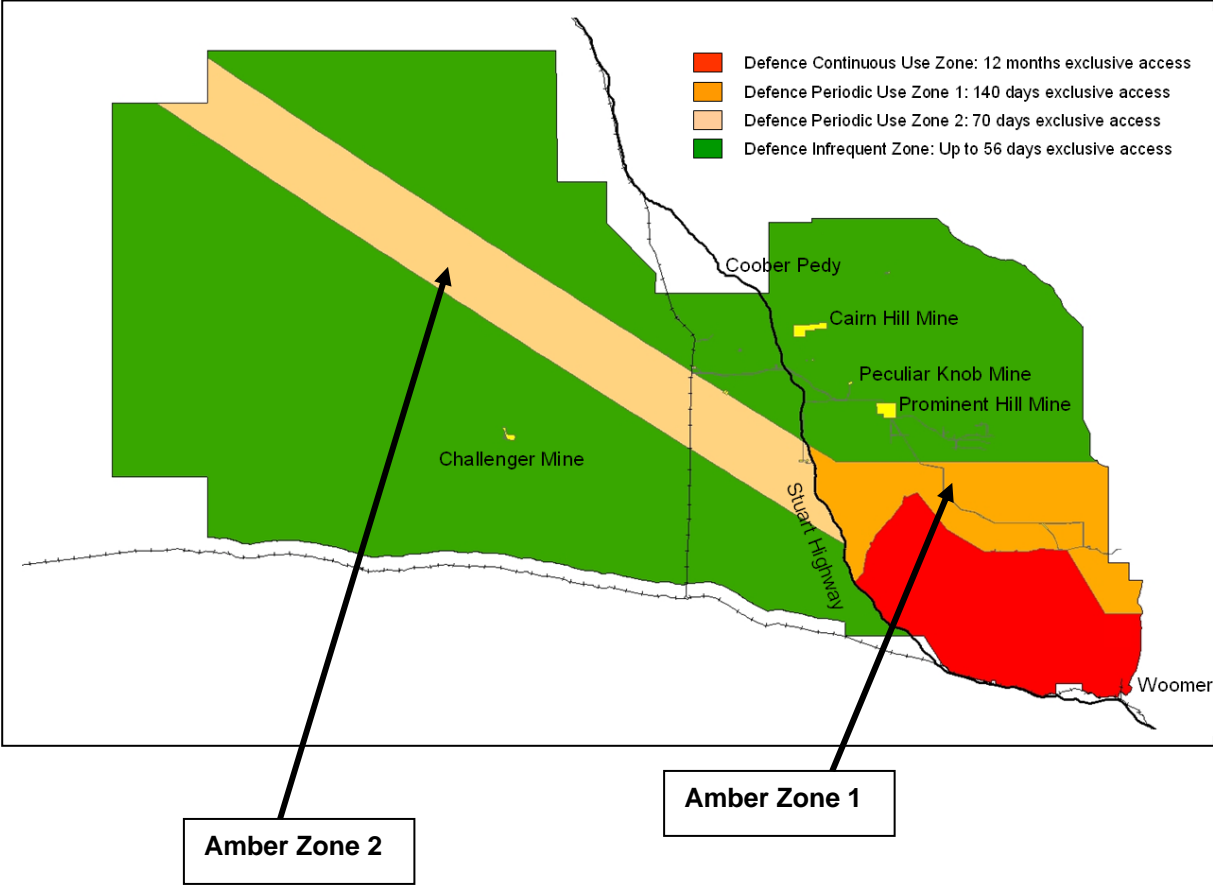 Defence Continuous Use Zone: 12 months exclusive access
Defence Periodic Use Zone 1: 140 days exclusive access
Defence Periodic Use Zone 2: 70 days exclusive access
Defence Infrequent Zone: Up to 56 days exclusive access
Coober Pedy
Cairn Hill Mine
Peculiar Knob Mine
Prominent Hill Mine
Challenger Mine
Stuart Highway
Woomer
Amber Zone 1
Amber Zone 2